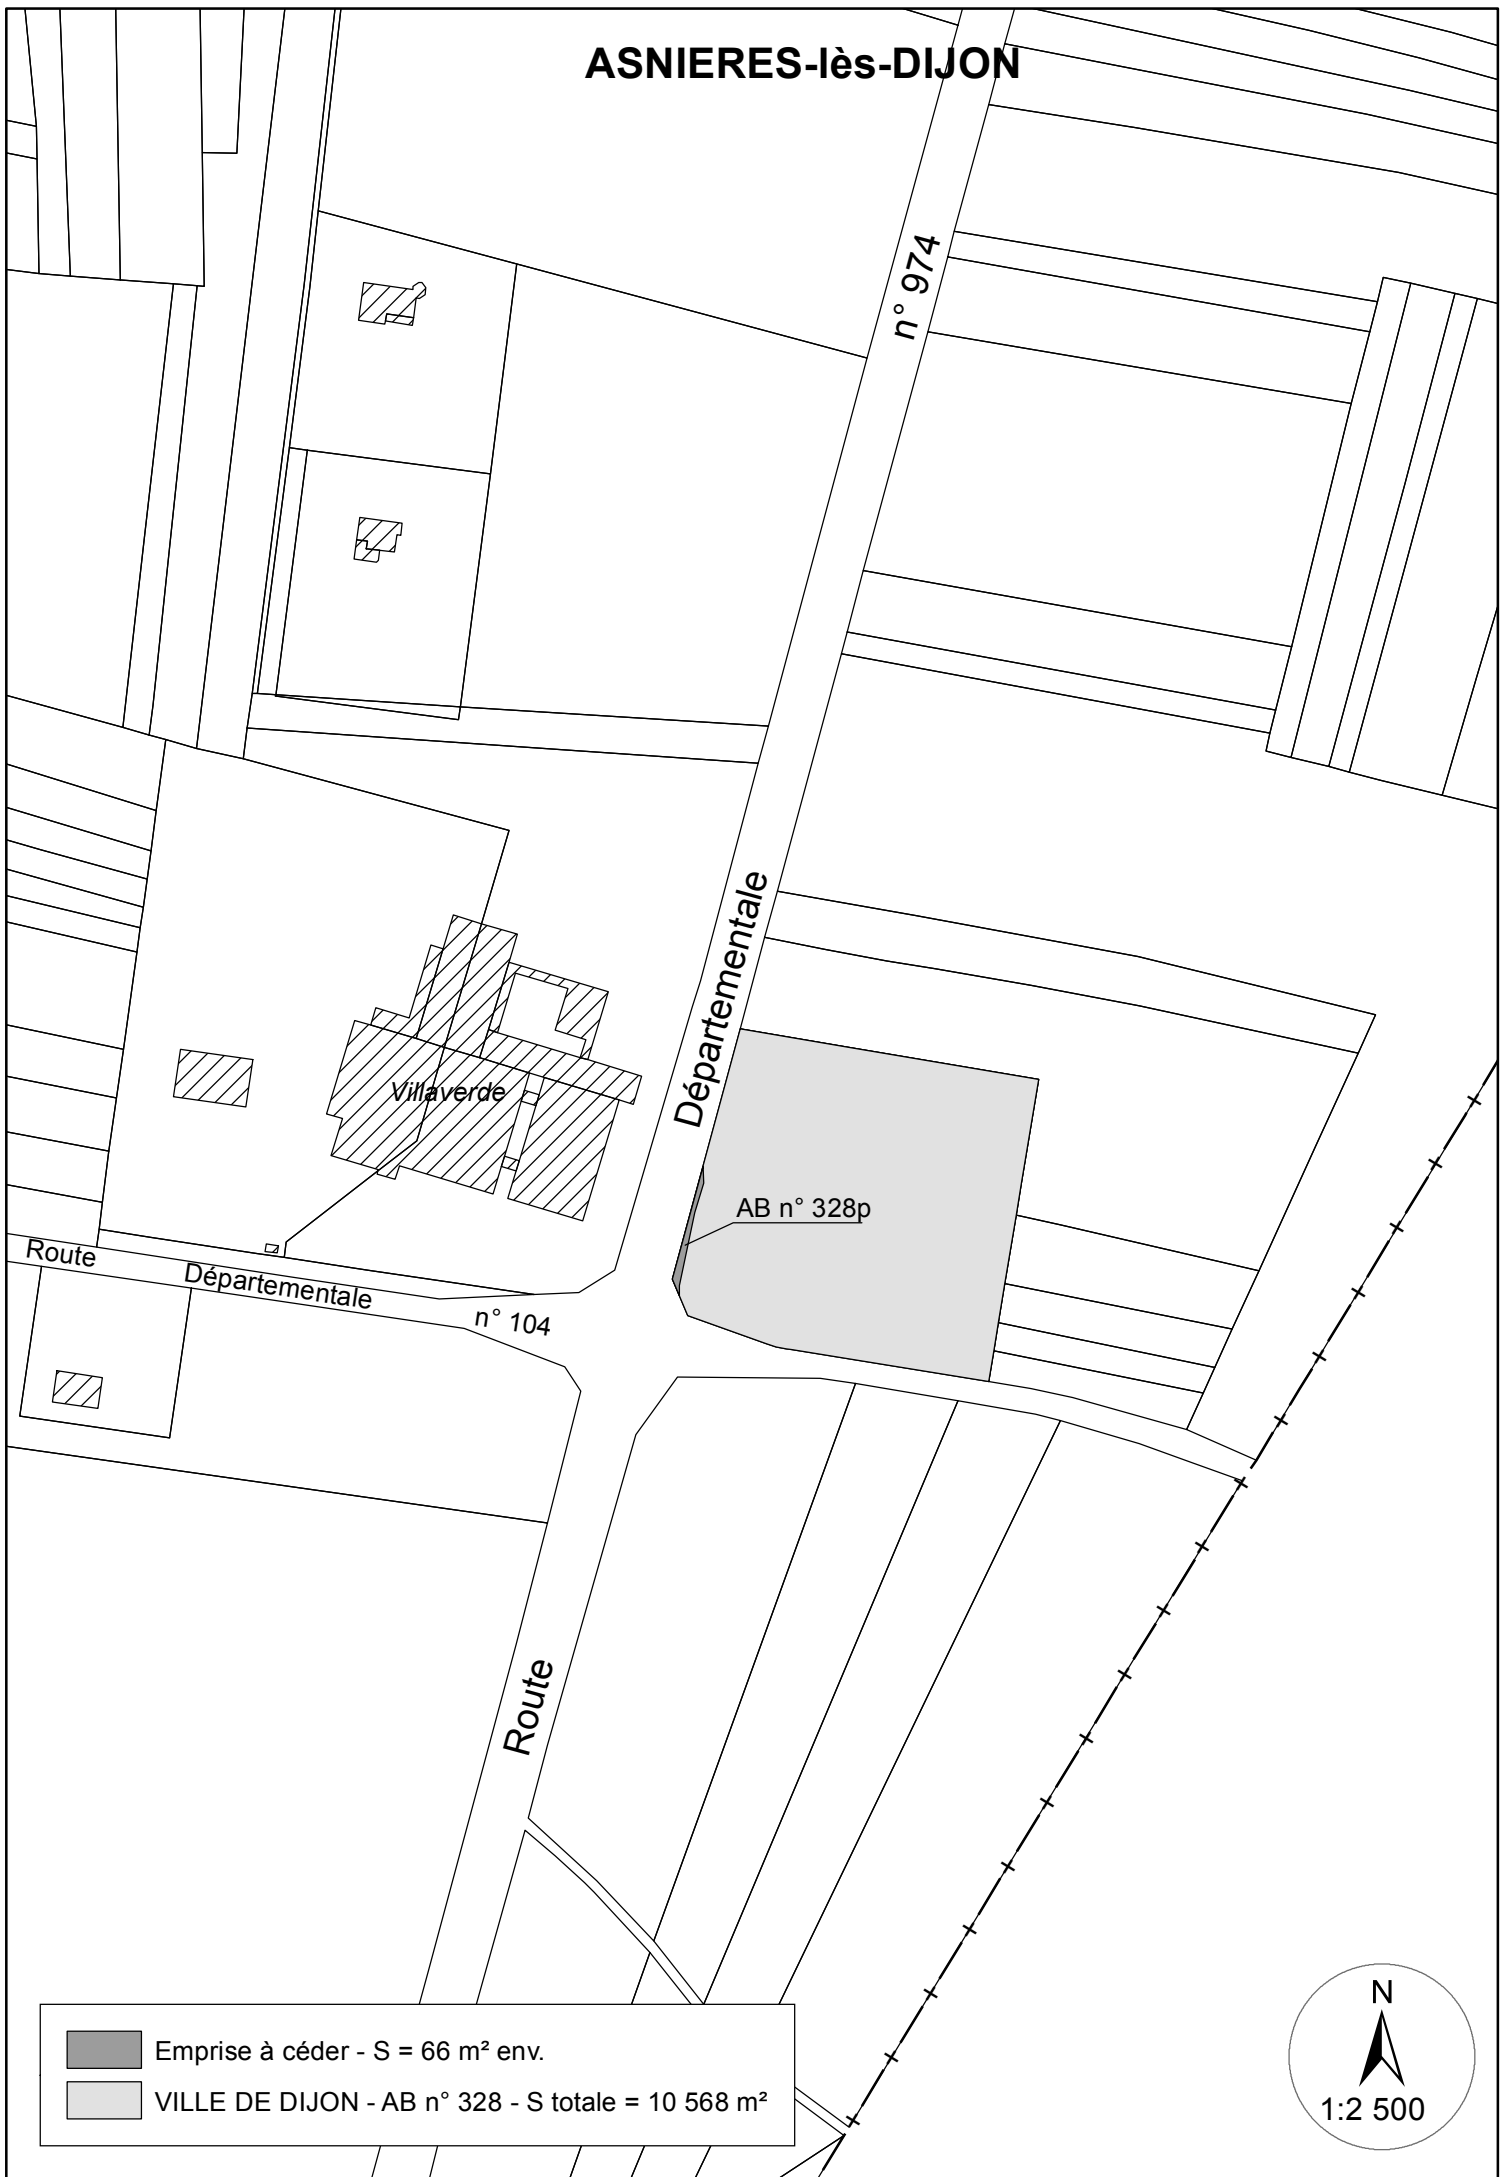 ASNIERES-lès-DIJON
n° 974
Départementale
Villaverde
AB n° 328p
Route
Départementale
n° 104
Route
Emprise à céder - S = 66 m² env.
VILLE DE DIJON - AB n° 328 - S totale = 10 568 m²
N
1:2 500